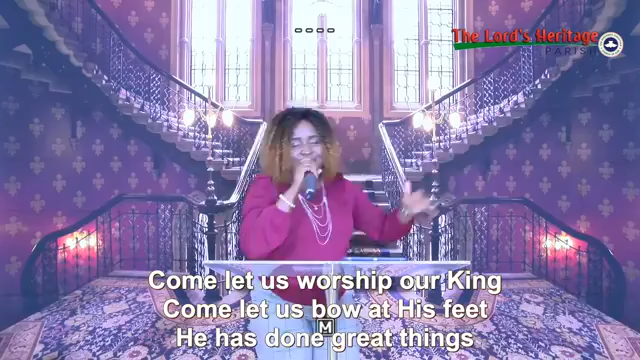 The Lord's Heritage
PARISH
Come let us worship our King
Come let us bow at His feet
He has done great things
M